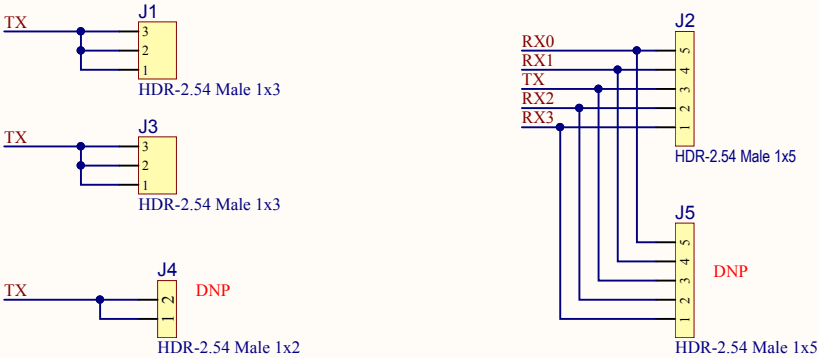 J1
TX
3
2
1
HDR-2.54 Male 1x3
J3
TX
3
2
1
HDR-2.54 Male 1x3
J4
TX
DNP
2
1
HDR-2.54 Male 1x2
J2
RX0
RX1
TX
RX2
RX3
5
4
3
2
1
HDR-2.54 Male 1x5
J5
5
4
3
2
1
DNP
HDR-2.54 Male 1x5